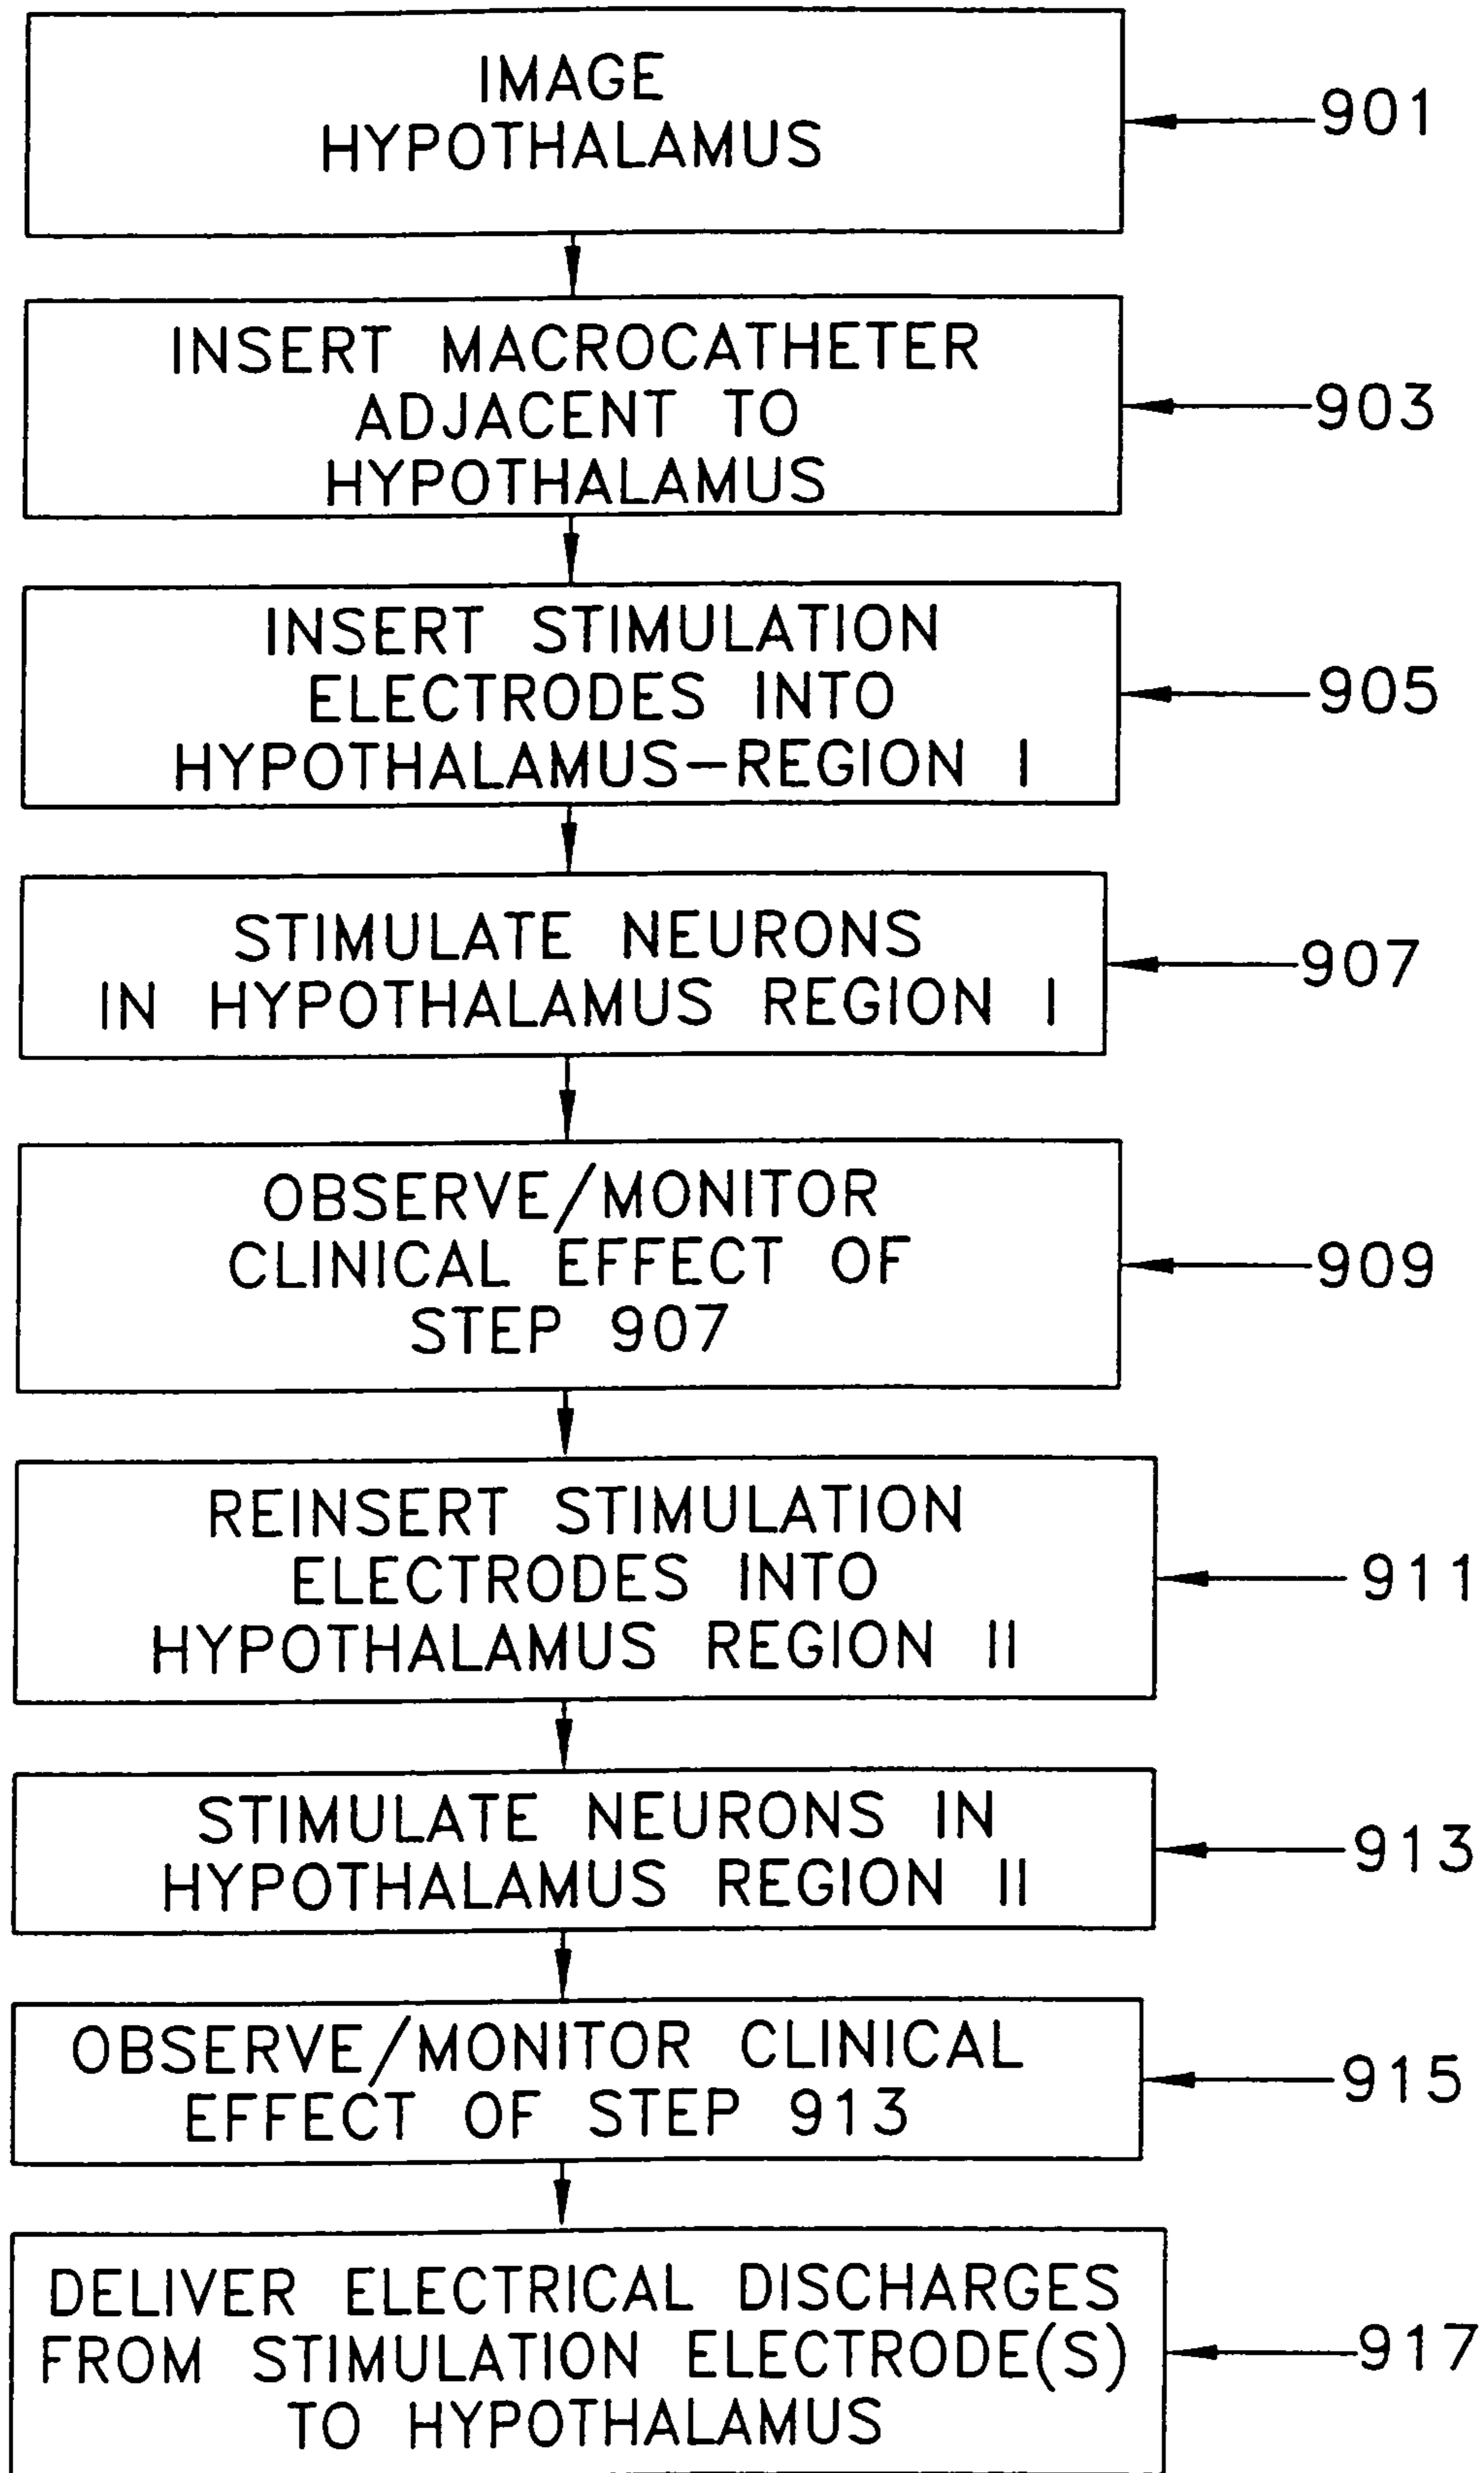 IMAGE
HYPOTHALAMUS
901
INSERT MACROCATHETER
ADJACENT TO
HYPOTHALAMUS
903
INSERT STIMULATION
ELECTRODES INTO
HYPOTHALAMUS-REGION I
905
STIMULATE NEURONS
IN HYPOTHALAMUS REGION I
907
OBSERVE/MONITOR
CLINICAL EFFECT OF
STEP 907
909
REINSERT STIMULATION
ELECTRODES INTO
HYPOTHALAMUS REGION II
911
STIMULATE NEURONS IN
HYPOTHALAMUS REGION II
913
OBSERVE/MONITOR CLINICAL
EFFECT OF STEP 913
915
DELIVER ELECTRICAL DISCHARGES
FROM STIMULATION ELECTRODE(S)
TO HYPOTHALAMUS
917